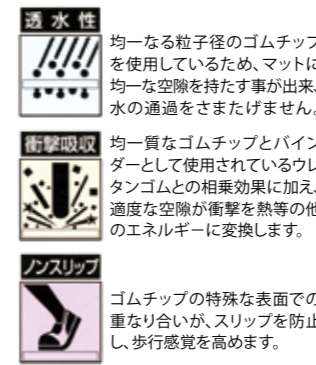 透水性
均一なる粒子径のゴムチップ
を使用しているため、マットに
均一な空隙を持たす事が出来、
水の通過をさまたげません。
衝撃吸収
均一質なゴムチップとバイン
ダーとして使用されているウレ
タンゴムとの相乗効果に加え、
適度な空隙が衝撃を熱等の他
のエネルギーに変換します。
ノンスリップ
ゴムチップの特殊な表面での
重なり合いが、スリップを防止
し、歩行感覚を高めます。